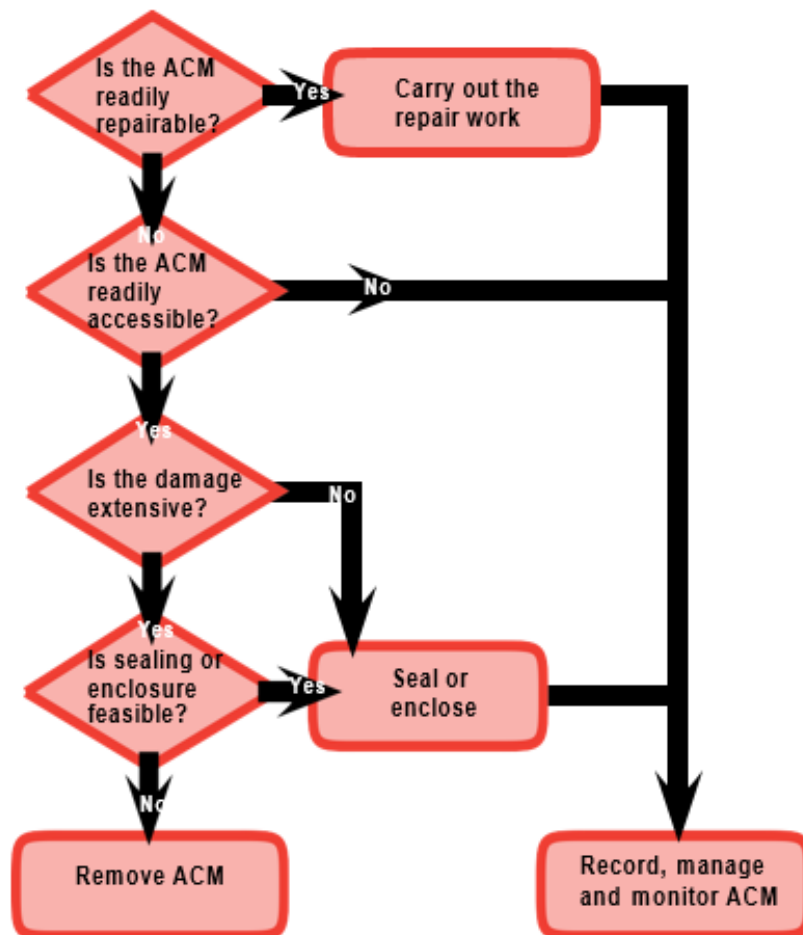 Is the ACM
readily
repairable?
Yes
Carry out the
repair work
No
Is the ACM
readily
accessible?
No
Yes
Is the damage
extensive?
No
Yes
Is sealing or
enclosure
feasible?
Yes
Seal or
enclose
No
Remove ACM
Record, manage
and monitor ACM